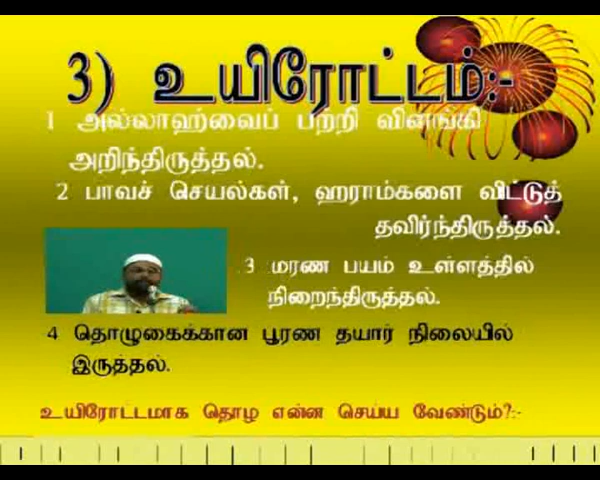 3) உயிரோட்டம்:-
1 அல்லாஹ்வைப் பற்றி விளங்கி
அறிந்திருத்தல்.
2 பாவச் செயல்கள், ஹராம்களை விட்டுத்
தவிர்ந்திருத்தல்.
3 மரண பயம் உள்ளத்தில்
நிறைந்திருத்தல்.
4 தொழுகைக்கான பூரண தயார் நிலையில்
இருத்தல்.
உயிரோட்டமாக தொழ என்ன செய்ய வேண்டும்?:-